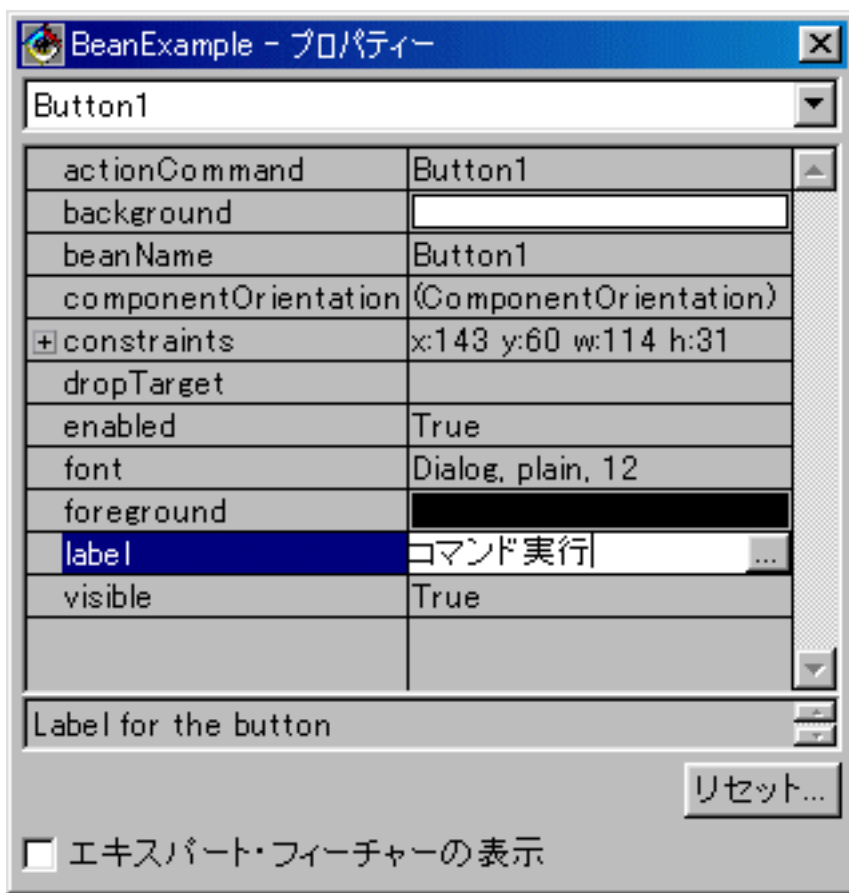 BeanExample - プロパティー
Button1
actionCommand Button1
background
beanName Button1
componentOrientation (ComponentOrientation)
constraints x:143 y:60 w:114 h:31
dropTarget
enabled True
font Dialog, plain, 12
foreground
label コマンド実行 ...
visible True
Label for the button
リセット...
エキスパート・フィーチャーの表示